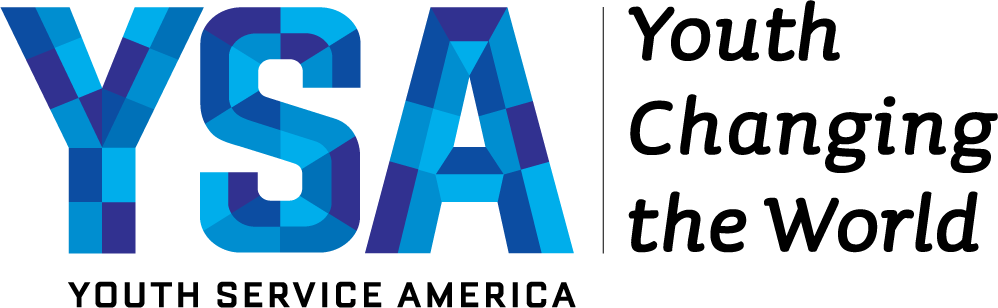 YSA
YOUTH SERVICE AMERICA
Youth
Changing
the World